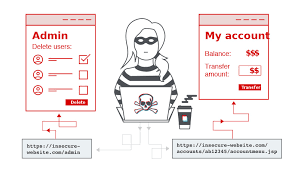 Admin
Delete users:
Delete
My account
Balance: $$$
Transfer
amount: $$
Transfer
https://insecure-
website.com/admin
https://insecure-website.com/
accounts/ab12345/accountmenu.jsp